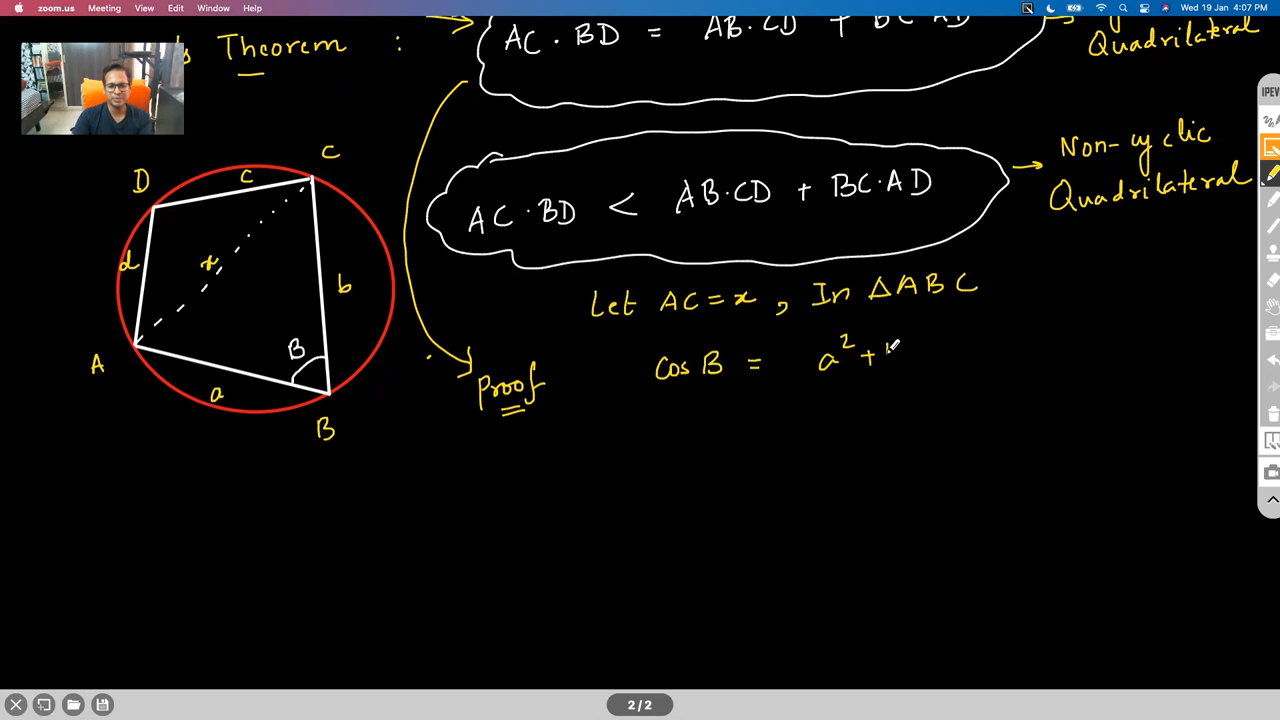 zoom.us Meeting View Edit Window Help Wed 19 Jan 4:07 PM
Theorem :
AC · BD = AB·CD + BC·AD
Quadrilateral
AC · BD < AB·CD + BC·AD
Non-cyclic
Quadrilateral
Let AC = x , In △ABC
cos B = a² +
Proof
D
C
c
d
x
b
B
A
a
B
IPEV
2/2